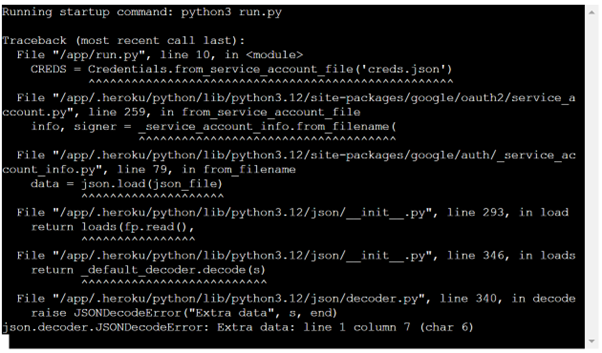 Running startup command: python3 run.py
Traceback (most recent call last):
File "/app/run.py", line 10, in <module>
CREDS = Credentials.from_service_account_file('creds.json')
^^^^^^^^^^^^^^^^^^^^^^^^^^^^^^^^^^^^^^^^^^^^^^^^^^^
File "/app/.heroku/python/lib/python3.12/site-packages/google/oauth2/service_a
ccount.py", line 259, in from_service_account_file
info, signer = _service_account_info.from_filename(
^^^^^^^^^^^^^^^^^^^^^^^^^^^^^^^^^^^^
File "/app/.heroku/python/lib/python3.12/site-packages/google/auth/_service_ac
count_info.py", line 79, in from_filename
data = json.load(json_file)
^^^^^^^^^^^^^^^^^^^^
File "/app/.heroku/python/lib/python3.12/json/__init__.py", line 293, in load
return loads(fp.read(),
^^^^^^^^^^^^^^^^
File "/app/.heroku/python/lib/python3.12/json/__init__.py", line 346, in loads
return _default_decoder.decode(s)
^^^^^^^^^^^^^^^^^^^^^^^^^^
File "/app/.heroku/python/lib/python3.12/json/decoder.py", line 340, in decode
raise JSONDecodeError("Extra data", s, end)
json.decoder.JSONDecodeError: Extra data: line 1 column 7 (char 6)